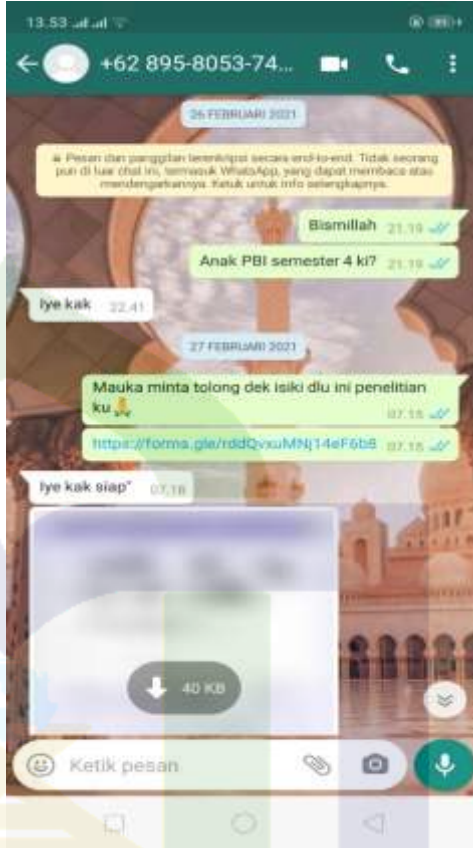 13.53
+62 895-8053-74...
26 FEBRUARI 2021
Pesan dan panggilan terenkripsi secara end-to-end. Tidak seorang
pun di luar chat ini, termasuk WhatsApp, yang dapat membaca atau
mendengarkannya. Ketuk untuk info selengkapnya.
Bismillah 21.19
Anak PBI semester 4 ki? 21.19
Iye kak 22.41
27 FEBRUARI 2021
Mauka minta tolong dek isiki dlu ini penelitian
ku 07.15
07.15
Iye kak siap" 07.16
40 KB
Ketik pesan